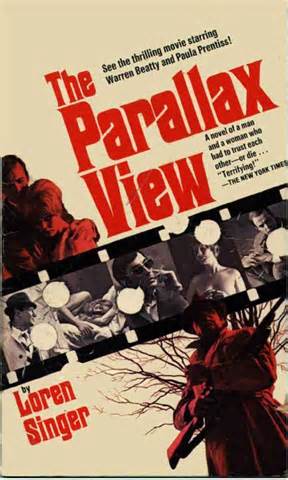 See the thrilling movie starring
Warren Beatty and Paula Prentiss!
The
Parallax
View
A novel of a man
and a woman who
had to trust each
other—or die . . .
"Terrifying!"
—THE NEW YORK TIMES
by
Loren
Singer